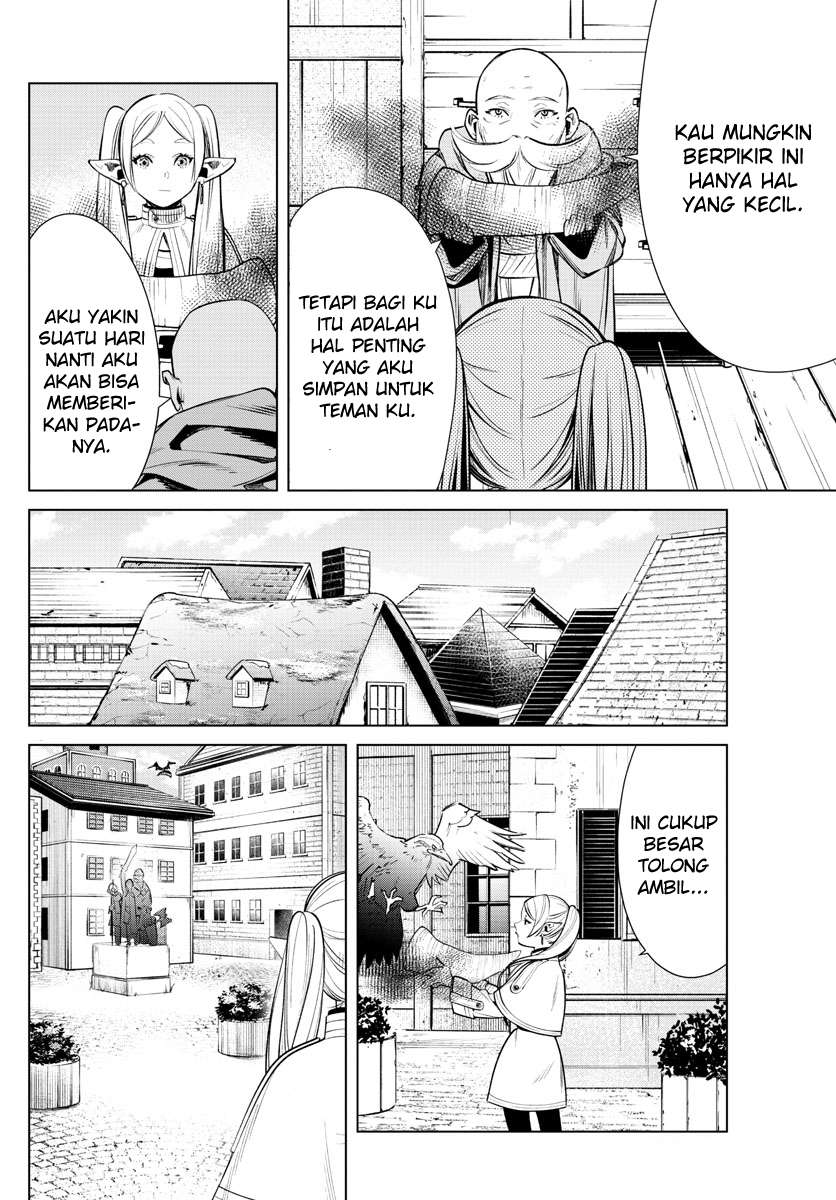 KAU MUNGKIN
BERPIKIR INI
HANYA HAL
YANG KECIL.
TETAPI BAGI KU
ITU ADALAH
HAL PENTING
YANG AKU
SIMPAN UNTUK
TEMAN KU.
AKU YAKIN
SUATU HARI
NANTI AKU
AKAN BISA
MEMBERI-
KAN PADA-
NYA.
INI CUKUP
BESAR
TOLONG
AMBIL...